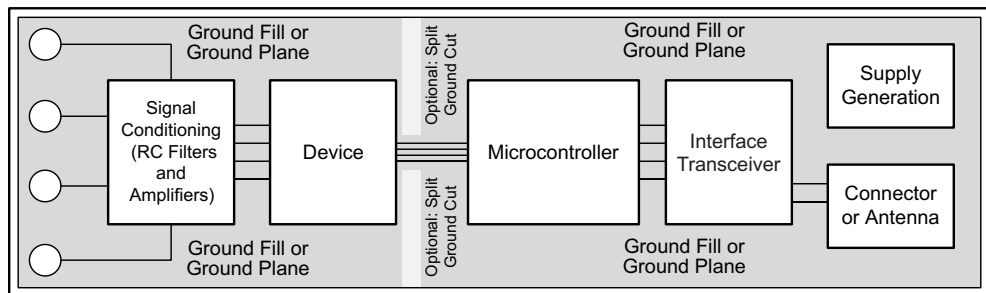 Ground Fill or
Ground Plane
Optional: Split
Ground Cut
Ground Fill or
Ground Plane
Signal
Conditioning
(RC Filters
and
Amplifiers)
Device
Microcontroller
Interface
Transceiver
Supply
Generation
Connector
or Antenna
Ground Fill or
Ground Plane
Optional: Split
Ground Cut
Ground Fill or
Ground Plane